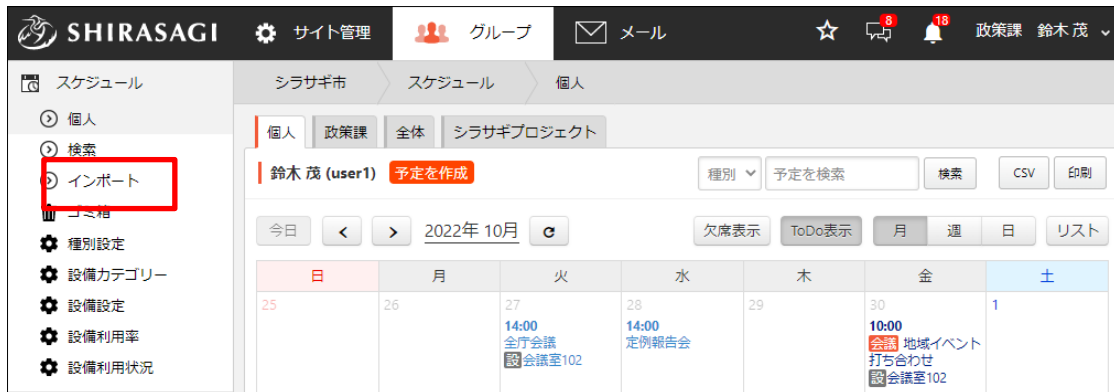 SHIRASAGI サイト管理 グループ メール 8 18 政策課 鈴木 茂
スケジュール
シラサギ市 スケジュール 個人
個人
検索
インポート
ゴミ箱
種別設定
設備カテゴリー
設備設定
設備利用率
設備利用状況
個人 政策課 全体 シラサギプロジェクト
鈴木 茂 (user1) 予定を作成 種別 予定を検索 検索 CSV 印刷
今日 2022年 10月 欠席表示 ToDo表示 月 週 日 リスト
日 月 火 水 木 金 土
25 26 27 28 29 30 1
14:00
全庁会議
設 会議室102
14:00
定例報告会
10:00
会議 地域イベント
打ち合わせ
設 会議室102